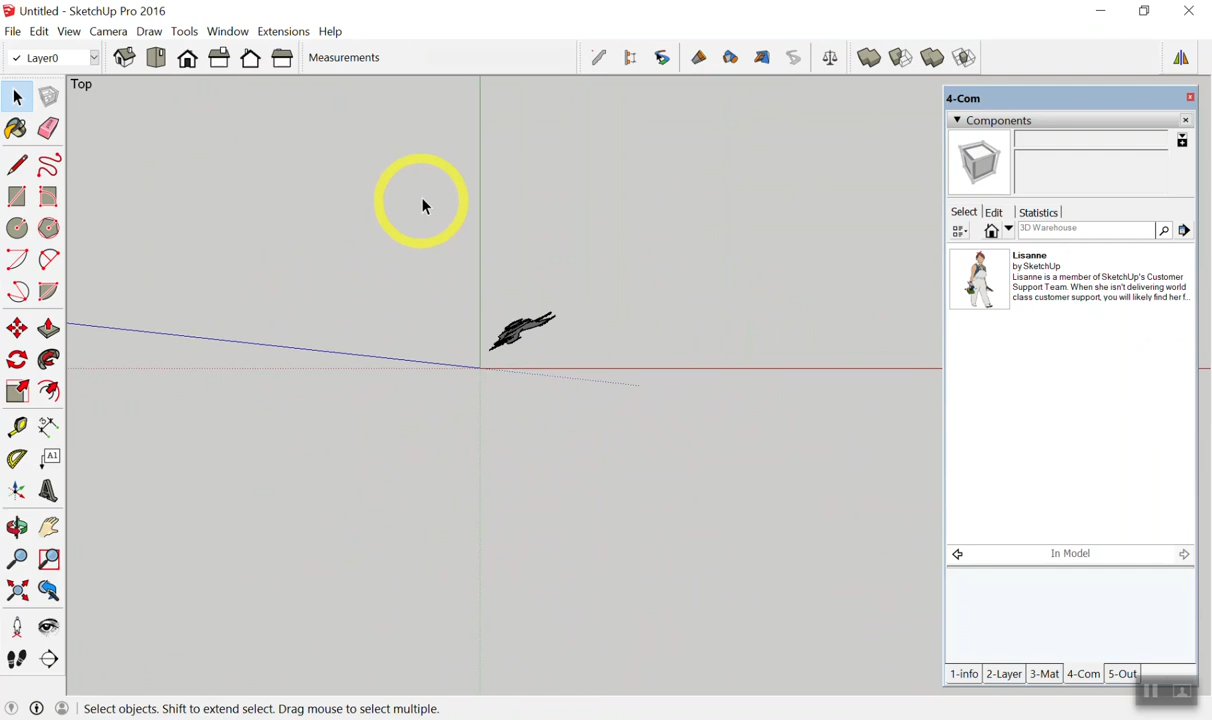 Untitled - SketchUp Pro 2016
File Edit View Camera Draw Tools Window Extensions Help
Layer0
Measurements
Top
4-Com
Components
Select Edit Statistics
3D Warehouse
Lisanne
by SketchUp
Lisanne is a member of SketchUp's Customer
Support Team. When she isn't delivering world
class customer support, you will likely find her f...
A1
In Model
1-info 2-Layer 3-Mat 4-Com 5-Out
Select objects. Shift to extend select. Drag mouse to select multiple.